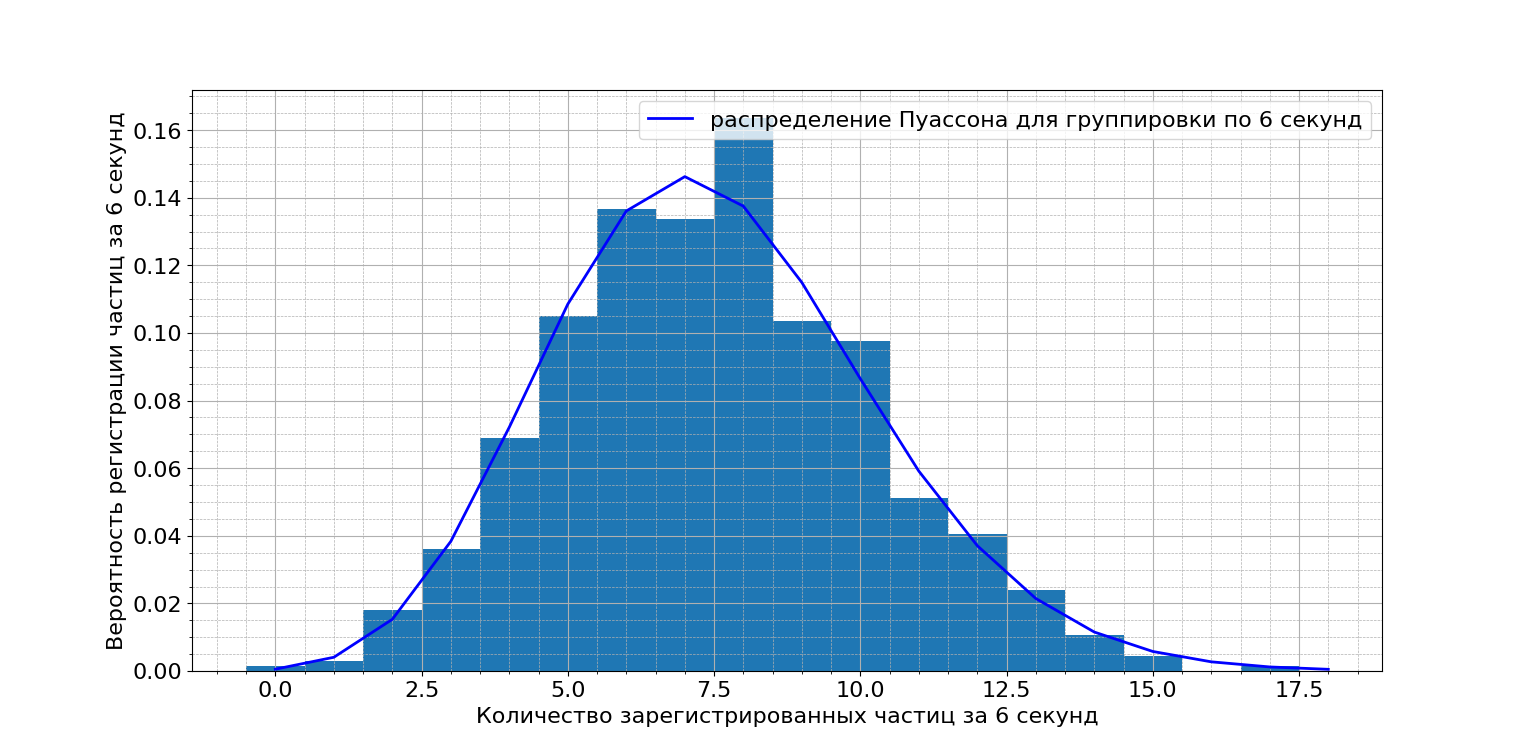 распределение Пуассона для группировки по 6 секунд
Вероятность регистрации частиц за 6 секунд
0.16
0.14
0.12
0.10
0.08
0.06
0.04
0.02
0.00
0.0 2.5 5.0 7.5 10.0 12.5 15.0 17.5
Количество зарегистрированных частиц за 6 секунд